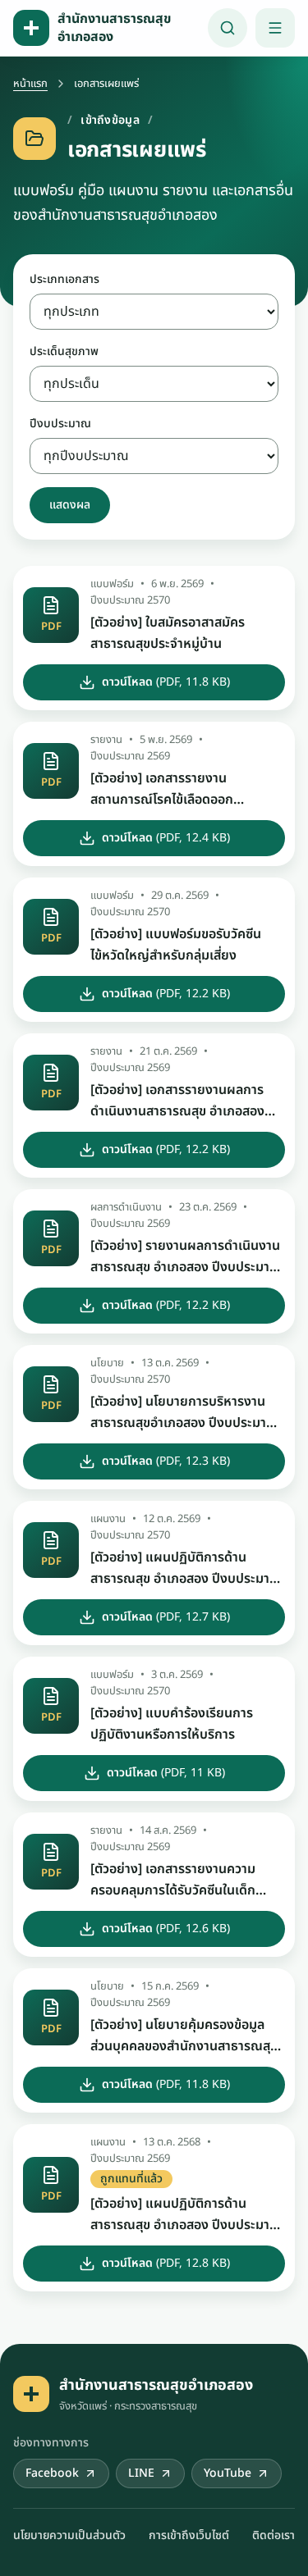 สำนักงานสาธารณสุข
อำเภอสอง
หน้าแรก > เอกสารเผยแพร่
/ เข้าถึงข้อมูล /
เอกสารเผยแพร่
แบบฟอร์ม คู่มือ แผนงาน รายงาน และเอกสารอื่น
ของสำนักงานสาธารณสุขอำเภอสอง
ประเภทเอกสาร
ทุกประเภท
ประเด็นสุขภาพ
ทุกประเด็น
ปีงบประมาณ
ทุกปีงบประมาณ
แสดงผล
แบบฟอร์ม • 6 พ.ย. 2569 •
ปีงบประมาณ 2570
PDF
[ตัวอย่าง] ใบสมัครอาสาสมัคร
สาธารณสุขประจำหมู่บ้าน
ดาวน์โหลด (PDF, 11.8 KB)
รายงาน • 5 พ.ย. 2569 •
ปีงบประมาณ 2569
PDF
[ตัวอย่าง] เอกสารรายงาน
สถานการณ์โรคไข้เลือดออก...
ดาวน์โหลด (PDF, 12.4 KB)
แบบฟอร์ม • 29 ต.ค. 2569 •
ปีงบประมาณ 2570
PDF
[ตัวอย่าง] แบบฟอร์มขอรับวัคซีน
ไข้หวัดใหญ่สำหรับกลุ่มเสี่ยง
ดาวน์โหลด (PDF, 12.2 KB)
รายงาน • 21 ต.ค. 2569 •
ปีงบประมาณ 2569
PDF
[ตัวอย่าง] เอกสารรายงานผลการ
ดำเนินงานสาธารณสุข อำเภอสอง...
ดาวน์โหลด (PDF, 12.2 KB)
ผลการดำเนินงาน • 23 ต.ค. 2569 •
ปีงบประมาณ 2569
PDF
[ตัวอย่าง] รายงานผลการดำเนินงาน
สาธารณสุข อำเภอสอง ปีงบประมา...
ดาวน์โหลด (PDF, 12.2 KB)
นโยบาย • 13 ต.ค. 2569 •
ปีงบประมาณ 2570
PDF
[ตัวอย่าง] นโยบายการบริหารงาน
สาธารณสุขอำเภอสอง ปีงบประมา...
ดาวน์โหลด (PDF, 12.3 KB)
แผนงาน • 12 ต.ค. 2569 •
ปีงบประมาณ 2570
PDF
[ตัวอย่าง] แผนปฏิบัติการด้าน
สาธารณสุข อำเภอสอง ปีงบประมา...
ดาวน์โหลด (PDF, 12.7 KB)
แบบฟอร์ม • 3 ต.ค. 2569 •
ปีงบประมาณ 2570
PDF
[ตัวอย่าง] แบบคำร้องเรียนการ
ปฏิบัติงานหรือการให้บริการ
ดาวน์โหลด (PDF, 11 KB)
รายงาน • 14 ส.ค. 2569 •
ปีงบประมาณ 2569
PDF
[ตัวอย่าง] เอกสารรายงานความ
ครอบคลุมการได้รับวัคซีนในเด็ก...
ดาวน์โหลด (PDF, 12.6 KB)
นโยบาย • 15 ก.ค. 2569 •
ปีงบประมาณ 2569
PDF
[ตัวอย่าง] นโยบายคุ้มครองข้อมูล
ส่วนบุคคลของสำนักงานสาธารณสุ...
ดาวน์โหลด (PDF, 11.8 KB)
แผนงาน • 13 ต.ค. 2568 •
ปีงบประมาณ 2569
ถูกแทนที่แล้ว
PDF
[ตัวอย่าง] แผนปฏิบัติการด้าน
สาธารณสุข อำเภอสอง ปีงบประมา...
ดาวน์โหลด (PDF, 12.8 KB)
สำนักงานสาธารณสุขอำเภอสอง
จังหวัดแพร่ · กระทรวงสาธารณสุข
ช่องทางทางการ
Facebook LINE YouTube
นโยบายความเป็นส่วนตัว การเข้าถึงเว็บไซต์ ติดต่อเรา